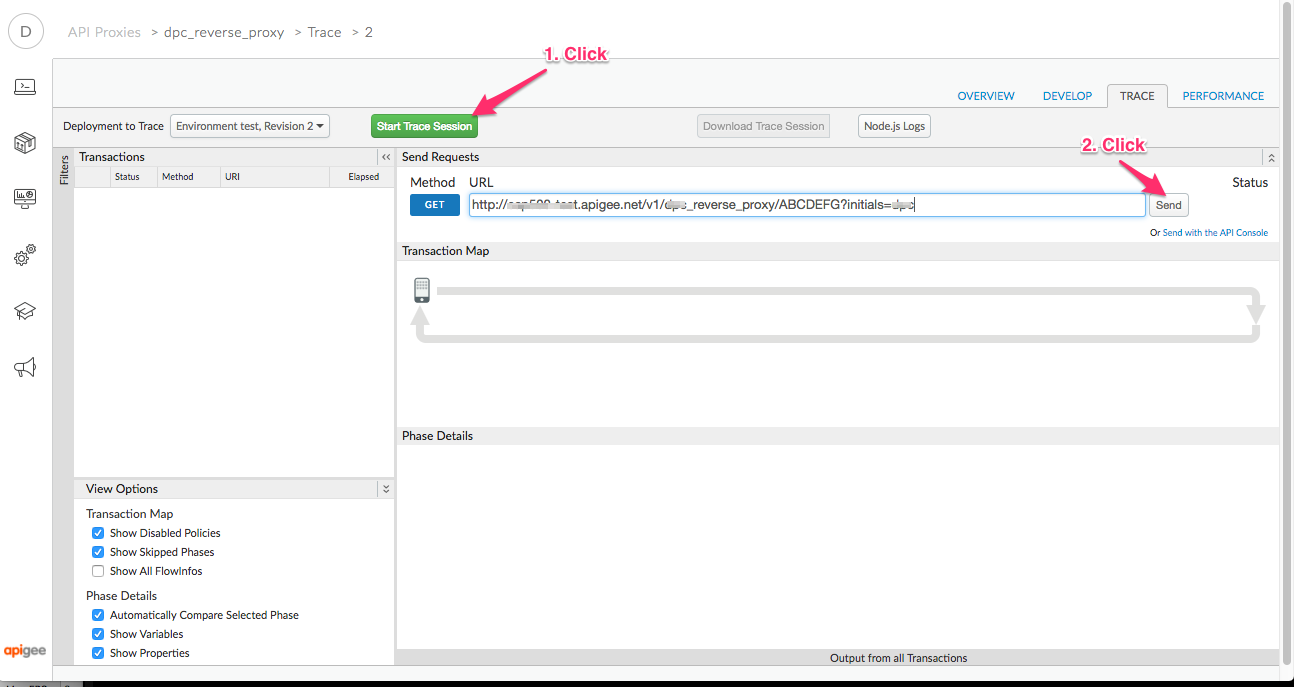 D
API Proxies > dpc_reverse_proxy > Trace > 2
1. Click
OVERVIEW DEVELOP TRACE PERFORMANCE
Deployment to Trace Environment test, Revision 2 Start Trace Session Download Trace Session Node.js Logs
2. Click
Filters
Transactions << Send Requests
Status Method URI Elapsed
Method URL Status
GET http:// .apigee.net/v1/ _reverse_proxy/ABCDEFG?initials= Send
Or Send with the API Console
Transaction Map
Phase Details
View Options
Transaction Map
Show Disabled Policies
Show Skipped Phases
Show All FlowInfos
Phase Details
Automatically Compare Selected Phase
Show Variables
Show Properties
apigee
Output from all Transactions